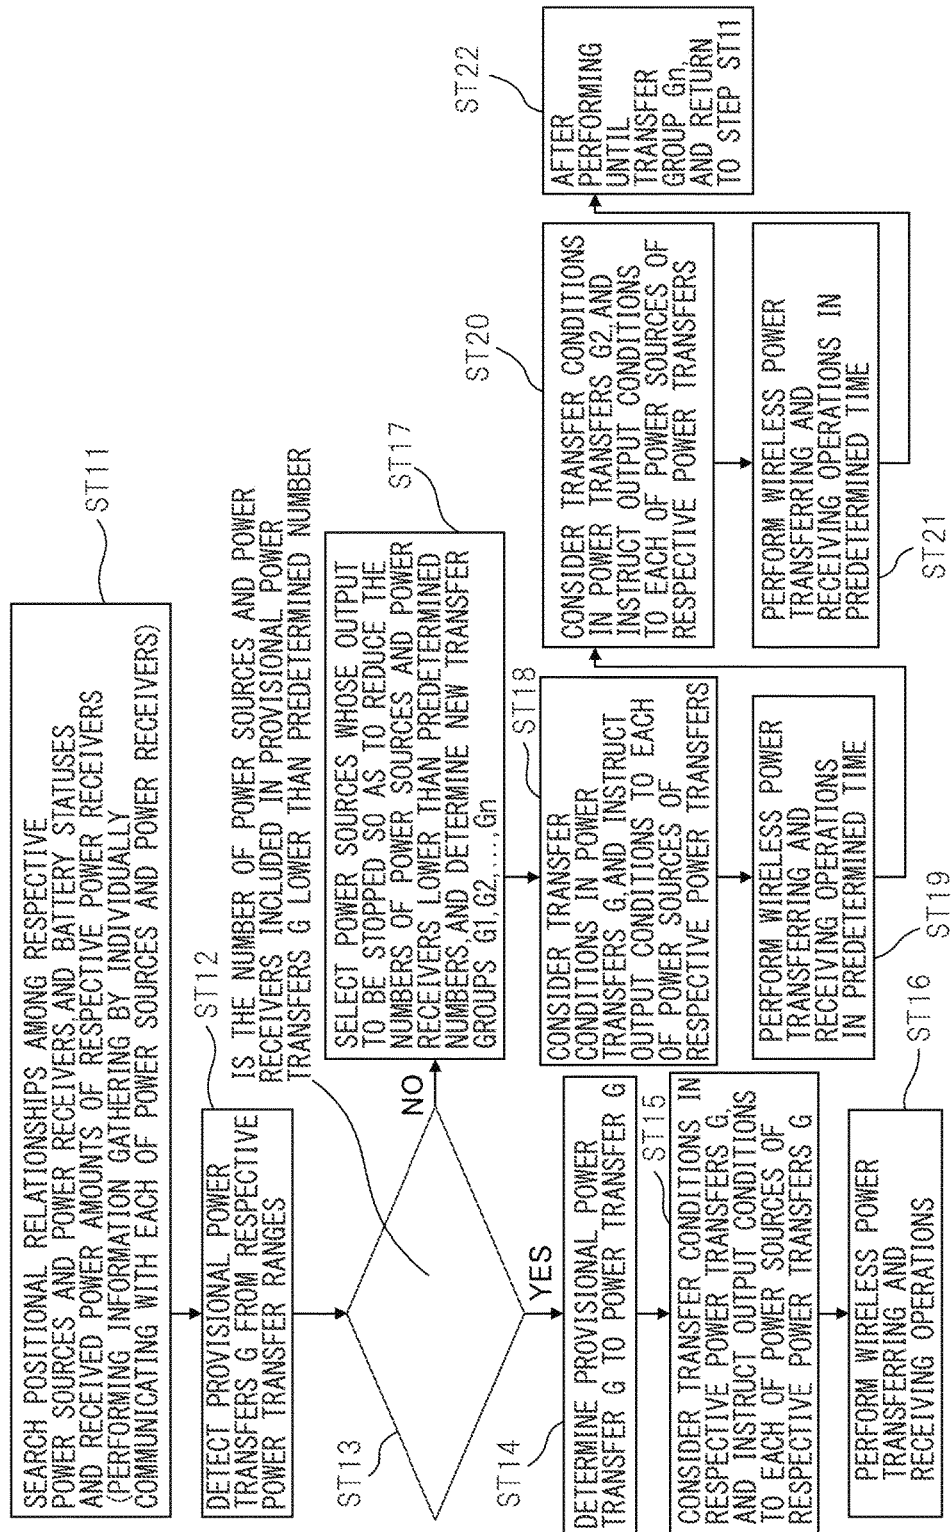 ST11
SEARCH POSITIONAL RELATIONSHIPS AMONG RESPECTIVE
POWER SOURCES AND POWER RECEIVERS,AND BATTERY STATUSES
AND RECEIVED POWER AMOUNTS OF RESPECTIVE POWER RECEIVERS
(PERFORMING INFORMATION GATHERING BY INDIVIDUALLY
COMMUNICATING WITH EACH OF POWER SOURCES AND POWER RECEIVERS)
ST12
DETECT PROVISIONAL POWER
TRANSFERS G FROM RESPECTIVE
POWER TRANSFER RANGES
ST13
IS THE NUMBER OF POWER SOURCES AND POWER
RECEIVERS INCLUDED IN PROVISIONAL POWER
TRANSFERS G LOWER THAN PREDETERMINED NUMBER
YES
NO
ST14
DETERMINE PROVISIONAL POWER
TRANSFER G TO POWER TRANSFER G
ST15
CONSIDER TRANSFER CONDITIONS IN
RESPECTIVE POWER TRANSFERS G,
AND INSTRUCT OUTPUT CONDITIONS
TO EACH OF POWER SOURCES OF
RESPECTIVE POWER TRANSFERS G
ST16
PERFORM WIRELESS POWER
TRANSFERRING AND
RECEIVING OPERATIONS
ST17
SELECT POWER SOURCES WHOSE OUTPUT
TO BE STOPPED SO AS TO REDUCE THE
NUMBERS OF POWER SOURCES AND POWER
RECEIVERS LOWER THAN PREDETERMINED
NUMBERS,AND DETERMINE NEW TRANSFER
GROUPS G1,G2,...,Gn
ST18
CONSIDER TRANSFER
CONDITIONS IN POWER
TRANSFERS G,AND INSTRUCT
OUTPUT CONDITIONS TO EACH
OF POWER SOURCES OF
RESPECTIVE POWER TRANSFERS
ST19
PERFORM WIRELESS POWER
TRANSFERRING AND
RECEIVING OPERATIONS
IN PREDETERMINED TIME
ST20
CONSIDER TRANSFER CONDITIONS
IN POWER TRANSFERS G2,AND
INSTRUCT OUTPUT CONDITIONS
TO EACH OF POWER SOURCES OF
RESPECTIVE POWER TRANSFERS
ST21
PERFORM WIRELESS POWER
TRANSFERRING AND
RECEIVING OPERATIONS IN
PREDETERMINED TIME
ST22
AFTER
PERFORMING
UNTIL
TRANSFER
GROUP Gn,
AND RETURN
TO STEP ST11